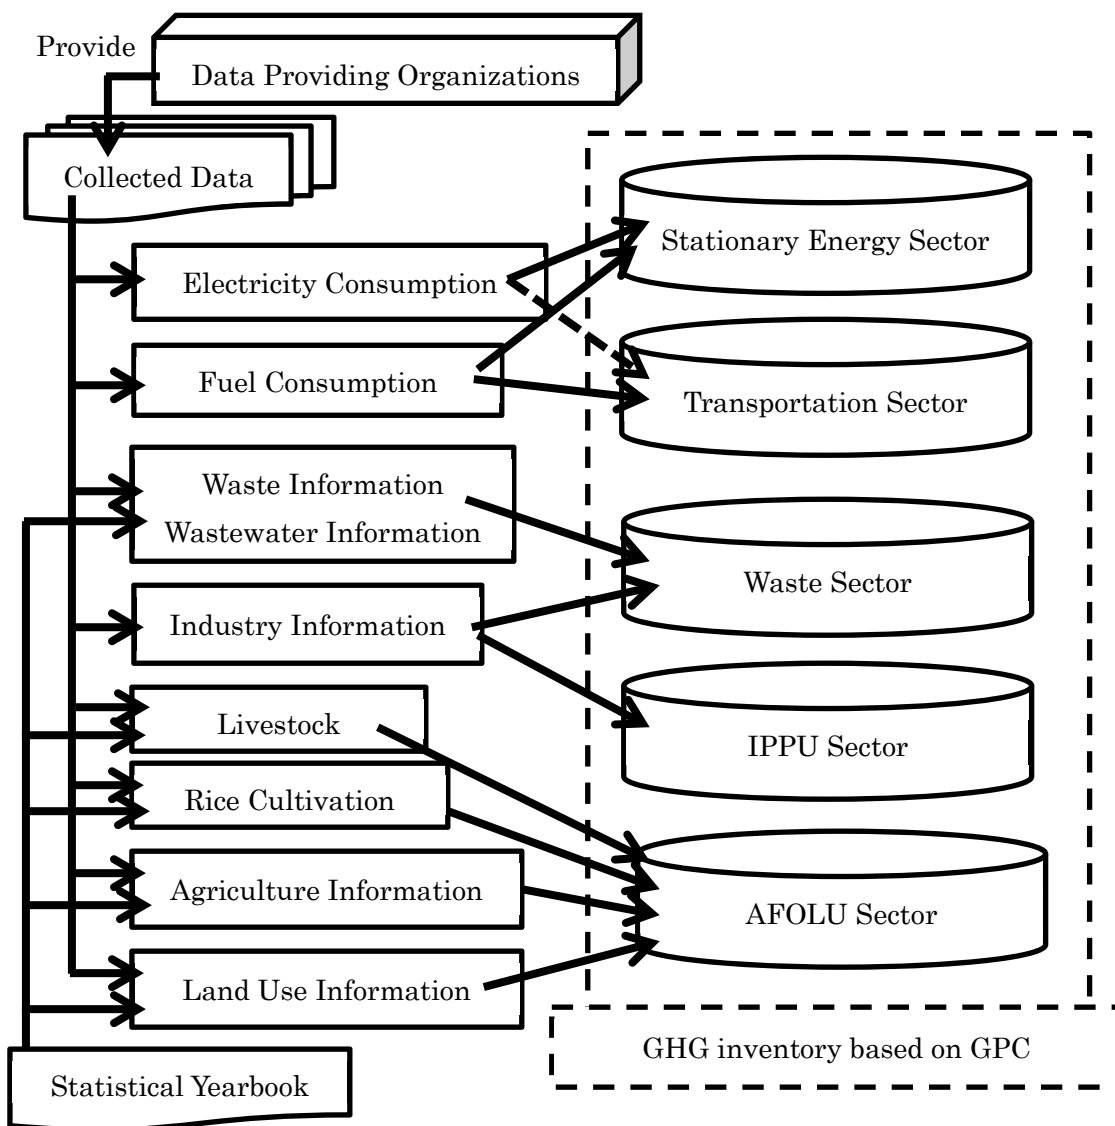 Provide
Data Providing Organizations
Collected Data
Electricity Consumption
Fuel Consumption
Waste Information
Wastewater Information
Industry Information
Livestock
Rice Cultivation
Agriculture Information
Land Use Information
Statistical Yearbook
Stationary Energy Sector
Transportation Sector
Waste Sector
IPPU Sector
AFOLU Sector
GHG inventory based on GPC